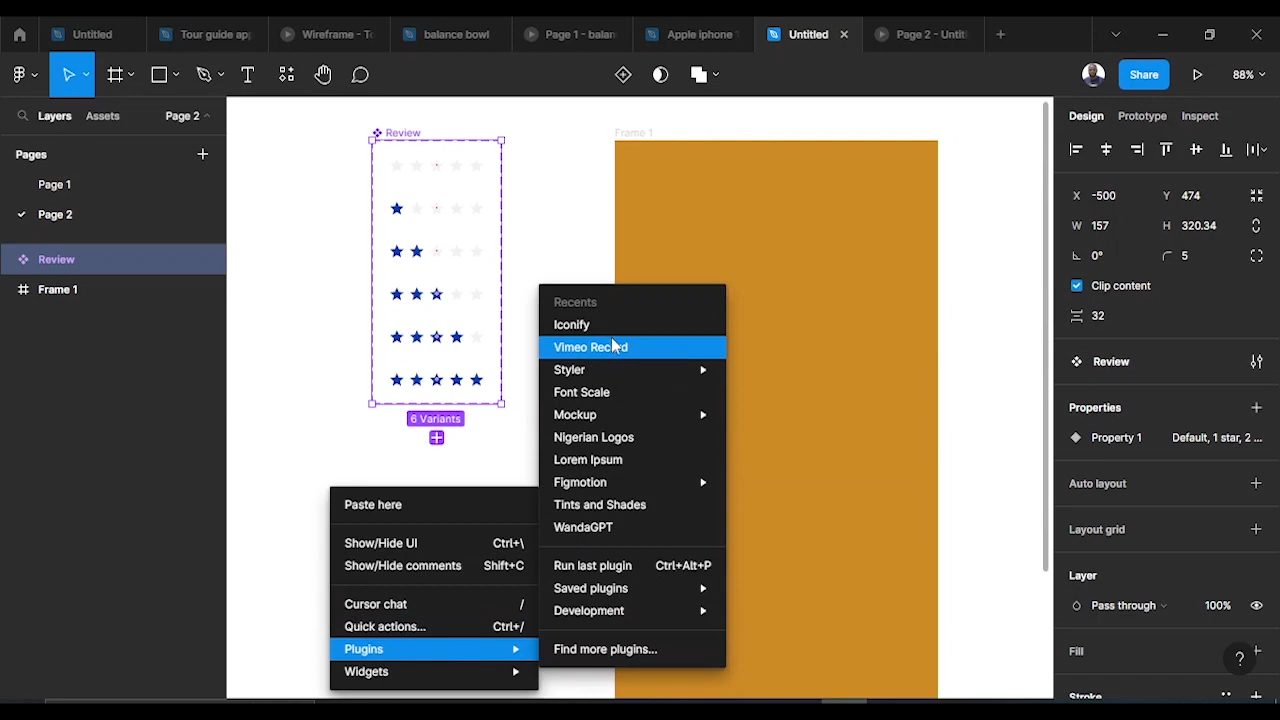 Untitled
Tour guide app
Wireframe - To
balance bowl
Page 1 - balan
Apple iphone 1
Untitled
Page 2 - Untitl
Share
88%
Layers
Assets
Page 2
Pages
Page 1
Page 2
Review
Frame 1
Review
6 Variants
Frame 1
Paste here
Show/Hide UI Ctrl+\
Show/Hide comments Shift+C
Cursor chat /
Quick actions... Ctrl+/
Plugins
Widgets
Recents
Iconify
Vimeo Record
Styler
Font Scale
Mockup
Nigerian Logos
Lorem Ipsum
Figmotion
Tints and Shades
WandaGPT
Run last plugin Ctrl+Alt+P
Saved plugins
Development
Find more plugins...
Design
Prototype
Inspect
X -500 Y 474
W 157 H 320.34
0° 5
Clip content
32
Review
Properties
Property 1 Default, 1 star, 2 ...
Auto layout
Layout grid
Layer
Pass through 100%
Fill
Stroke
?